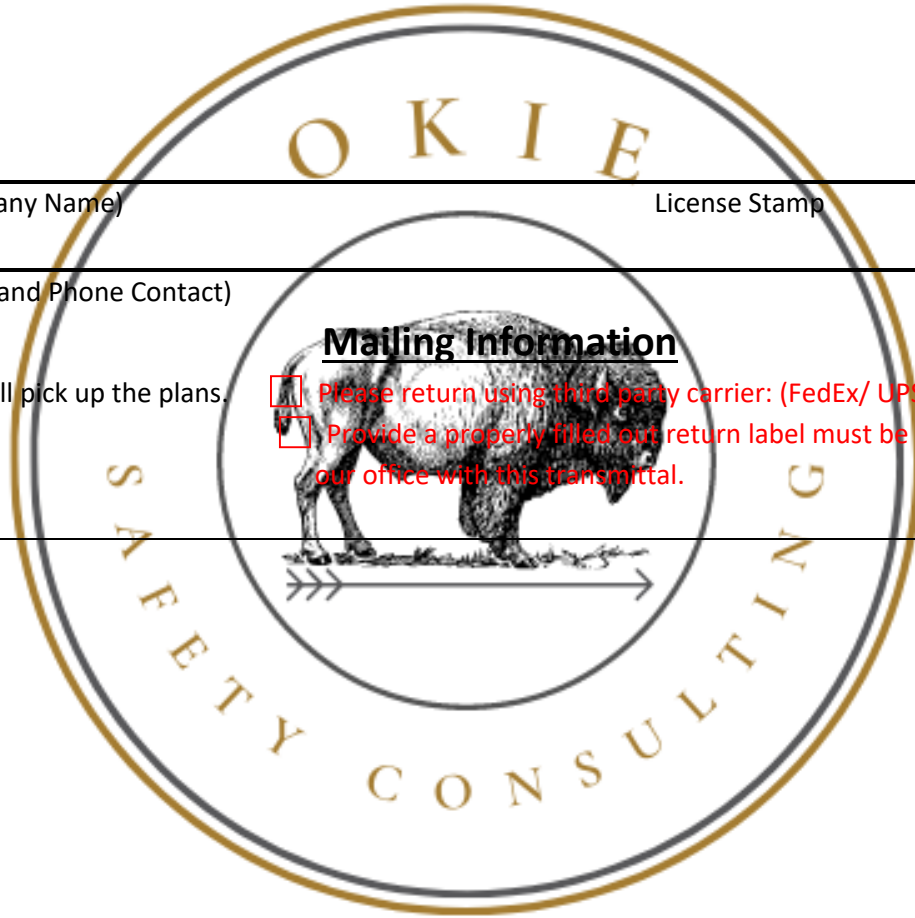 OKIE
any Name) License Stamp
and Phone Contact)
Mailing Information
ll pick up the plans. Please return using third party carrier: (FedEx/ UPS
Provide a properly filled out return label must be
our office with this transmittal.
SAFETY CONSULTING